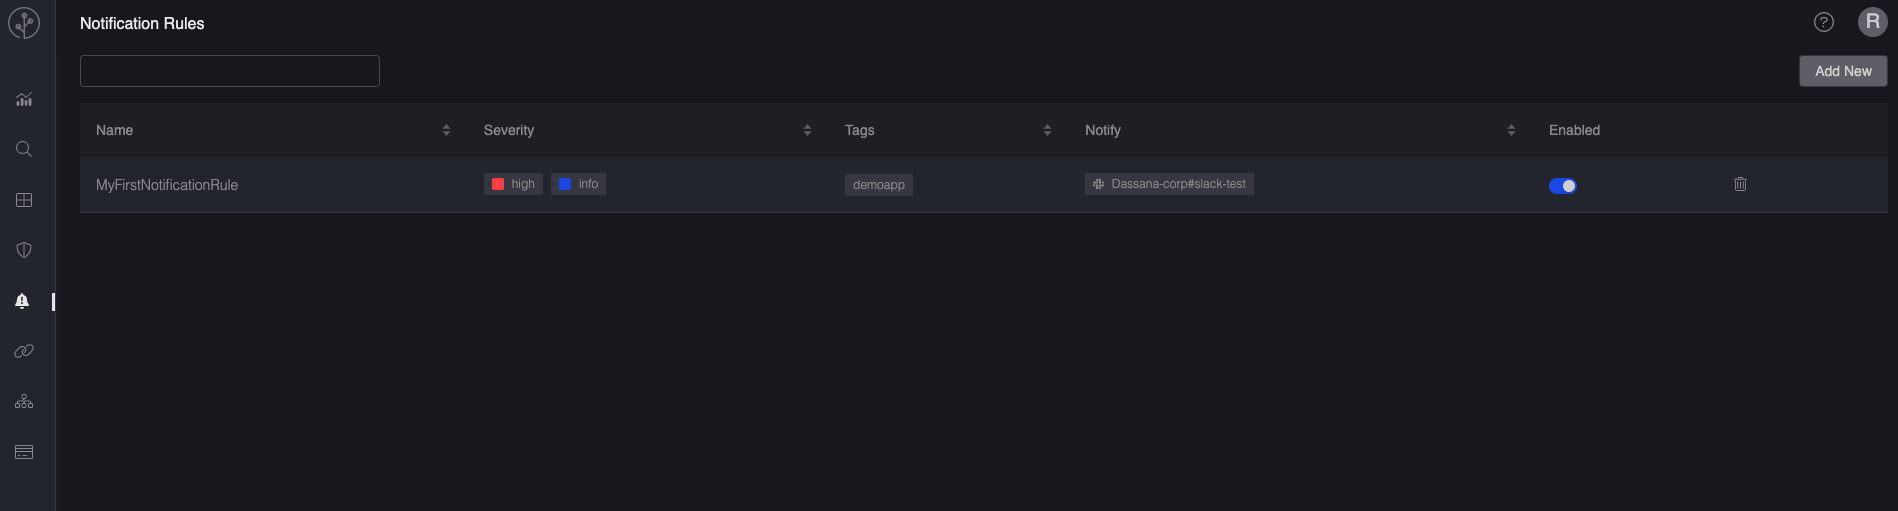 Notification Rules
R
Add New
Name Severity Tags Notify Enabled
MyFirstNotificationRule high info demoapp Dassana-corp#slack-test